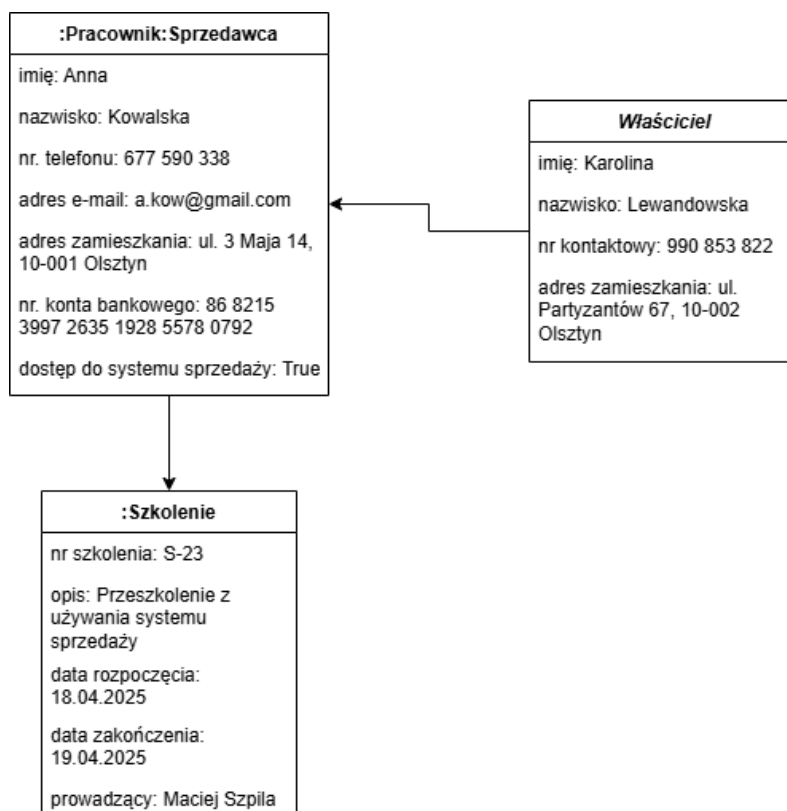 :Pracownik:Sprzedawca
imię: Anna
nazwisko: Kowalska
nr. telefonu: 677 590 338
adres e-mail: a.kow@gmail.com
adres zamieszkania: ul. 3 Maja 14,
10-001 Olsztyn
nr. konta bankowego: 86 8215
3997 2635 1928 5578 0792
dostęp do systemu sprzedaży: True
Właściciel
imię: Karolina
nazwisko: Lewandowska
nr kontaktowy: 990 853 822
adres zamieszkania: ul.
Partyzantów 67, 10-002
Olsztyn
:Szkolenie
nr szkolenia: S-23
opis: Przeszkolenie z
używania systemu
sprzedaży
data rozpoczęcia:
18.04.2025
data zakończenia:
19.04.2025
prowadzący: Maciej Szpila